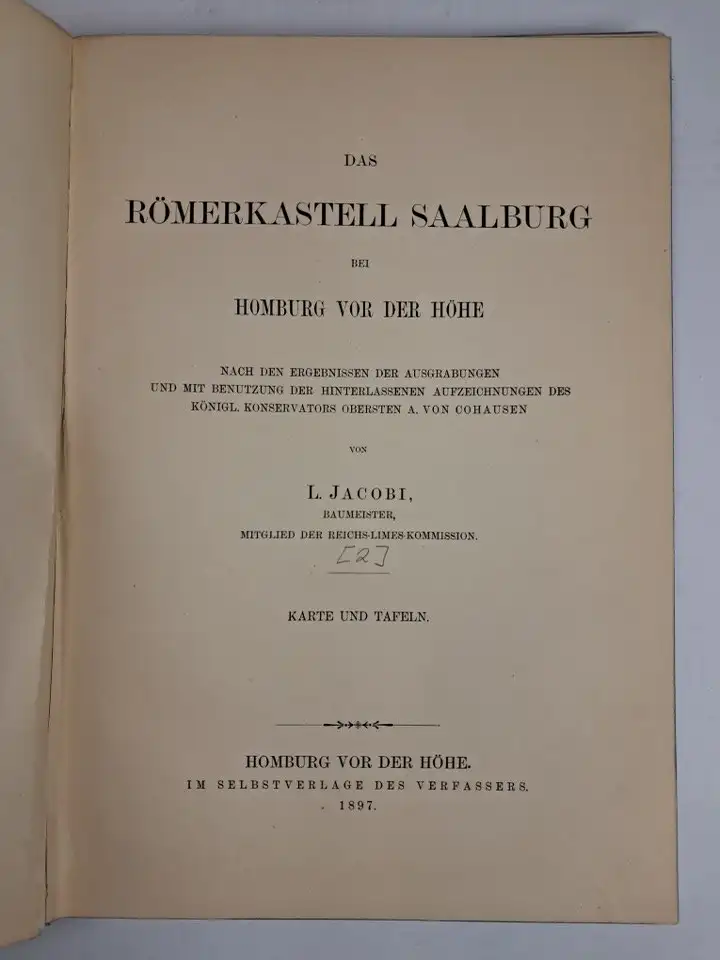 DAS
RÖMERKASTELL SAALBURG
BEI
HOMBURG VOR DER HÖHE
NACH DEN ERGEBNISSEN DER AUSGRABUNGEN
UND MIT BENUTZUNG DER HINTERLASSENEN AUFZEICHNUNGEN DES
KÖNIGL. KONSERVATORS OBERSTEN A. VON COHAUSEN
VON
L. JACOBI,
BAUMEISTER,
MITGLIED DER REICHS-LIMES-KOMMISSION.
[2]
KARTE UND TAFELN.
HOMBURG VOR DER HÖHE.
IM SELBSTVERLAGE DES VERFASSERS.
1897.